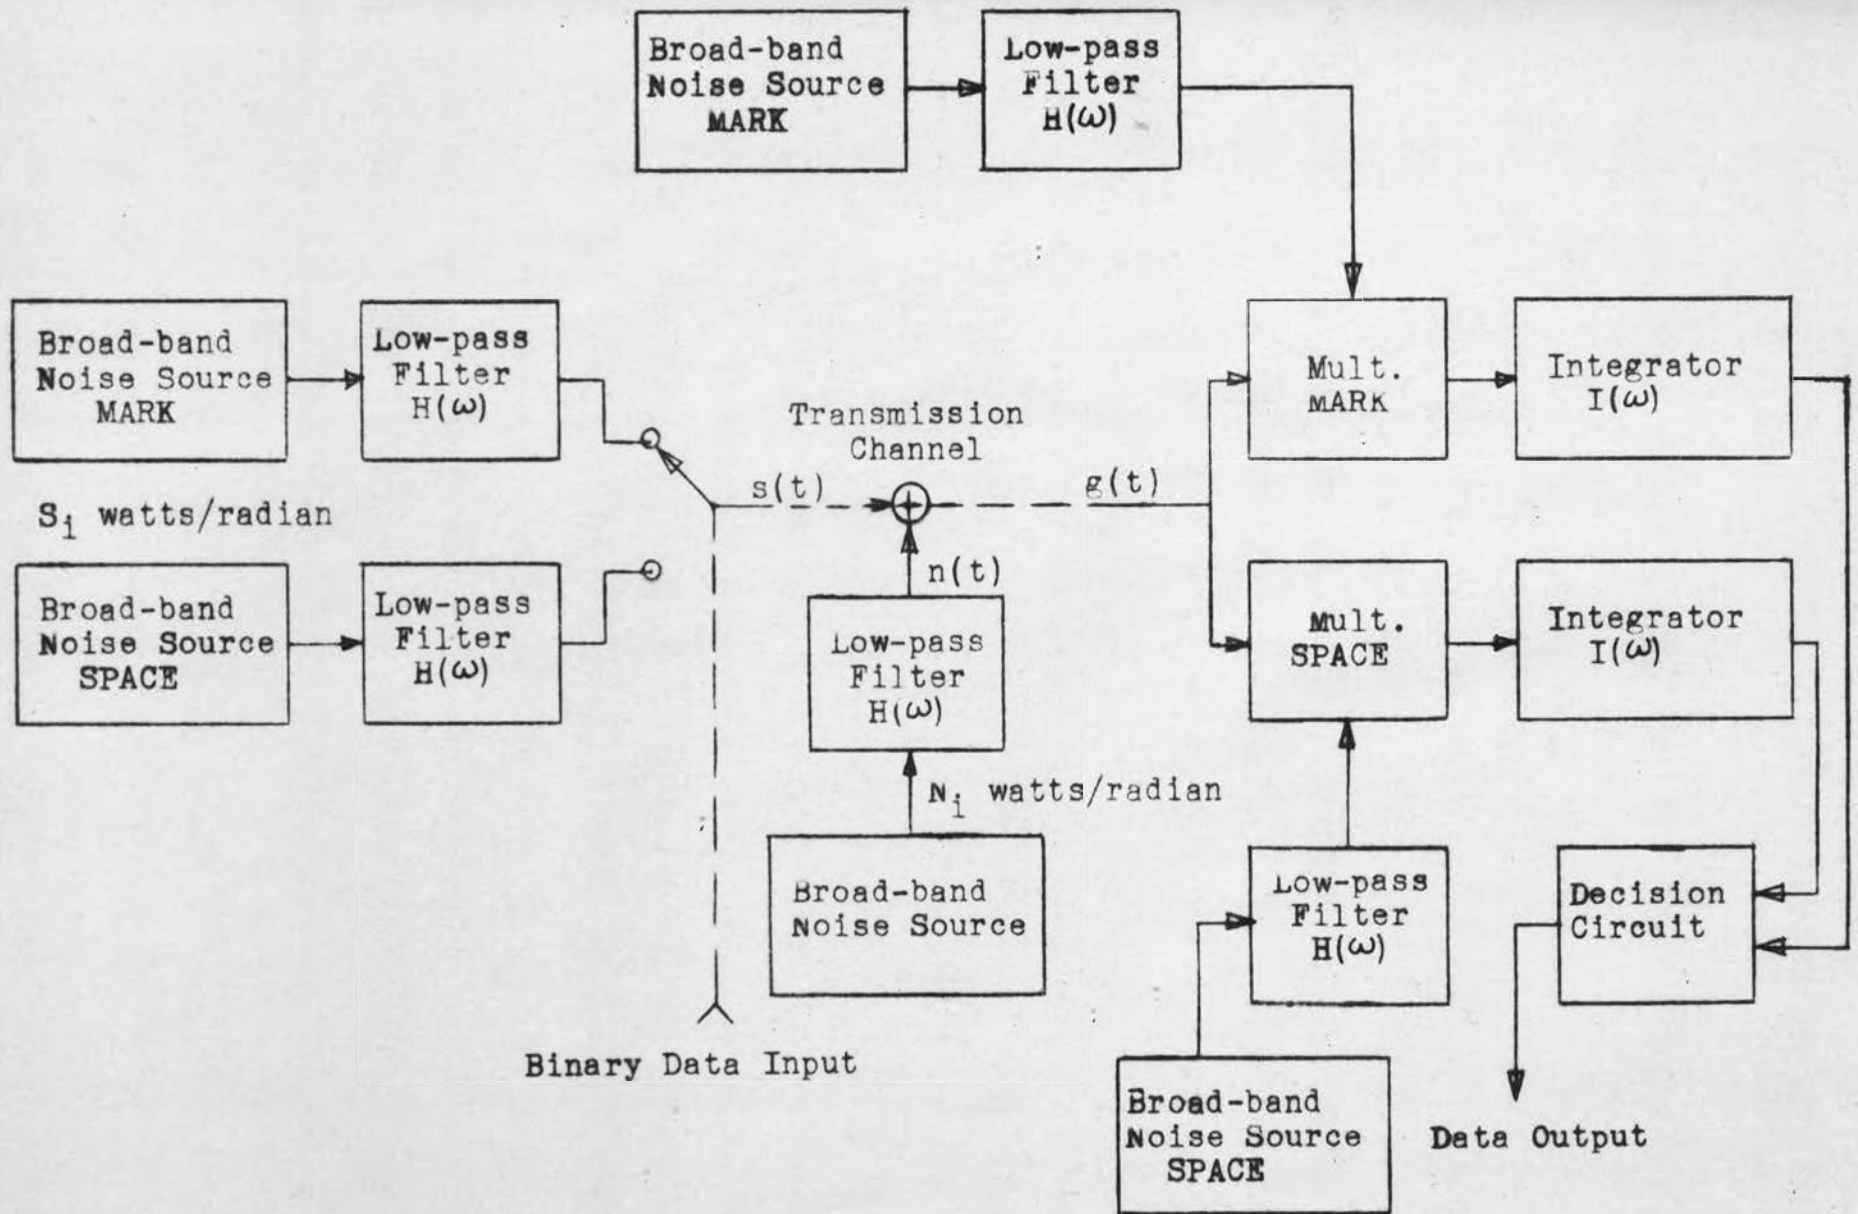 Broad-band
Noise Source
MARK
Low-pass
Filter
H(ω)
Broad-band
Noise Source
MARK
Low-pass
Filter
H(ω)
Mult.
MARK
Integrator
I(ω)
Transmission
Channel
s(t)
g(t)
S_i watts/radian
n(t)
Broad-band
Noise Source
SPACE
Low-pass
Filter
H(ω)
Low-pass
Filter
H(ω)
Mult.
SPACE
Integrator
I(ω)
N_i watts/radian
Broad-band
Noise Source
Low-pass
Filter
H(ω)
Decision
Circuit
Binary Data Input
Broad-band
Noise Source
SPACE
Data Output